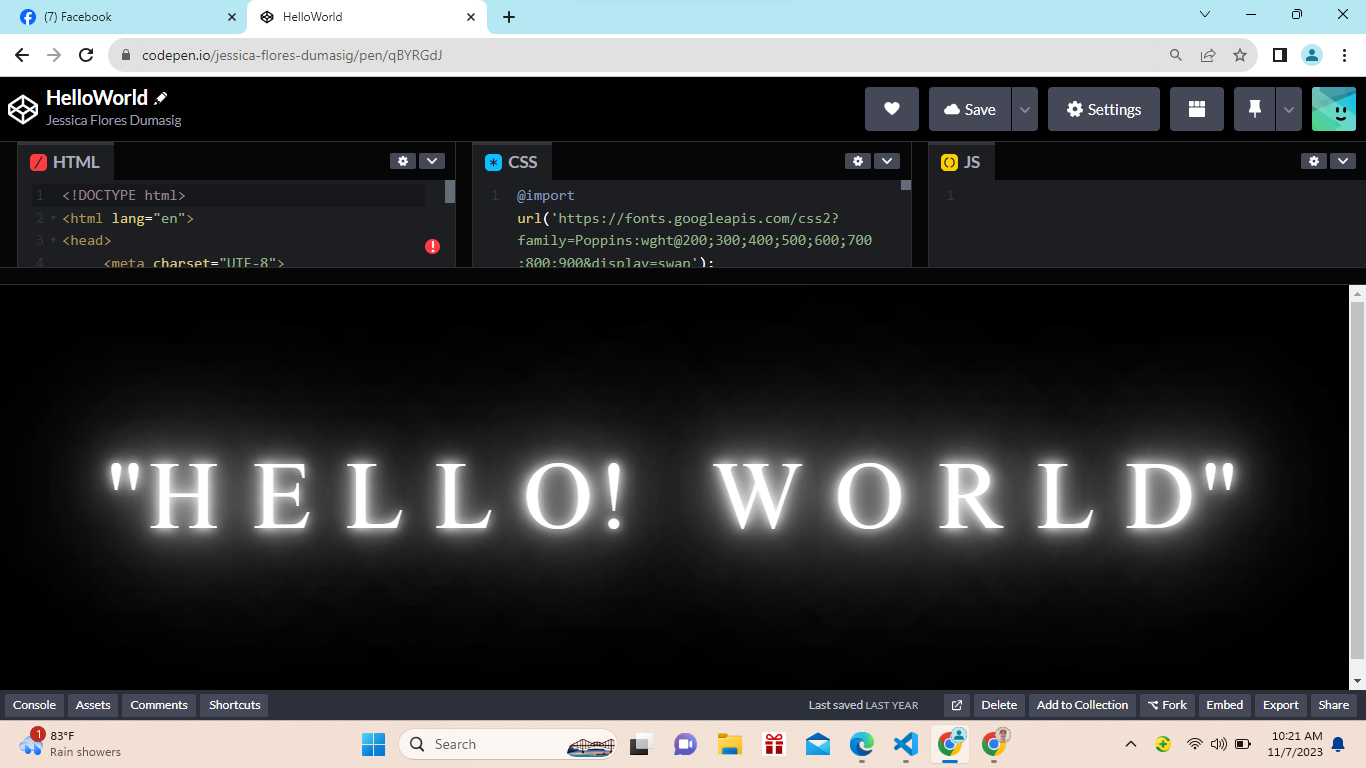 (7) Facebook
HelloWorld
codepen.io/jessica-flores-dumasig/pen/qBYRGdJ
HelloWorld
Jessica Flores Dumasig
Save
Settings
HTML
1 <!DOCTYPE html>
2 <html lang="en">
3 <head>
4 <meta charset="UTF-8">
CSS
1 @import
url('https://fonts.googleapis.com/css2?
family=Poppins:wght@200;300;400;500;600;700
;800;900&display=swap');
JS
1
"HELLO! WORLD"
Console Assets Comments Shortcuts Last saved LAST YEAR Delete Add to Collection Fork Embed Export Share
1
83°F
Rain showers
Search
10:21 AM
11/7/2023